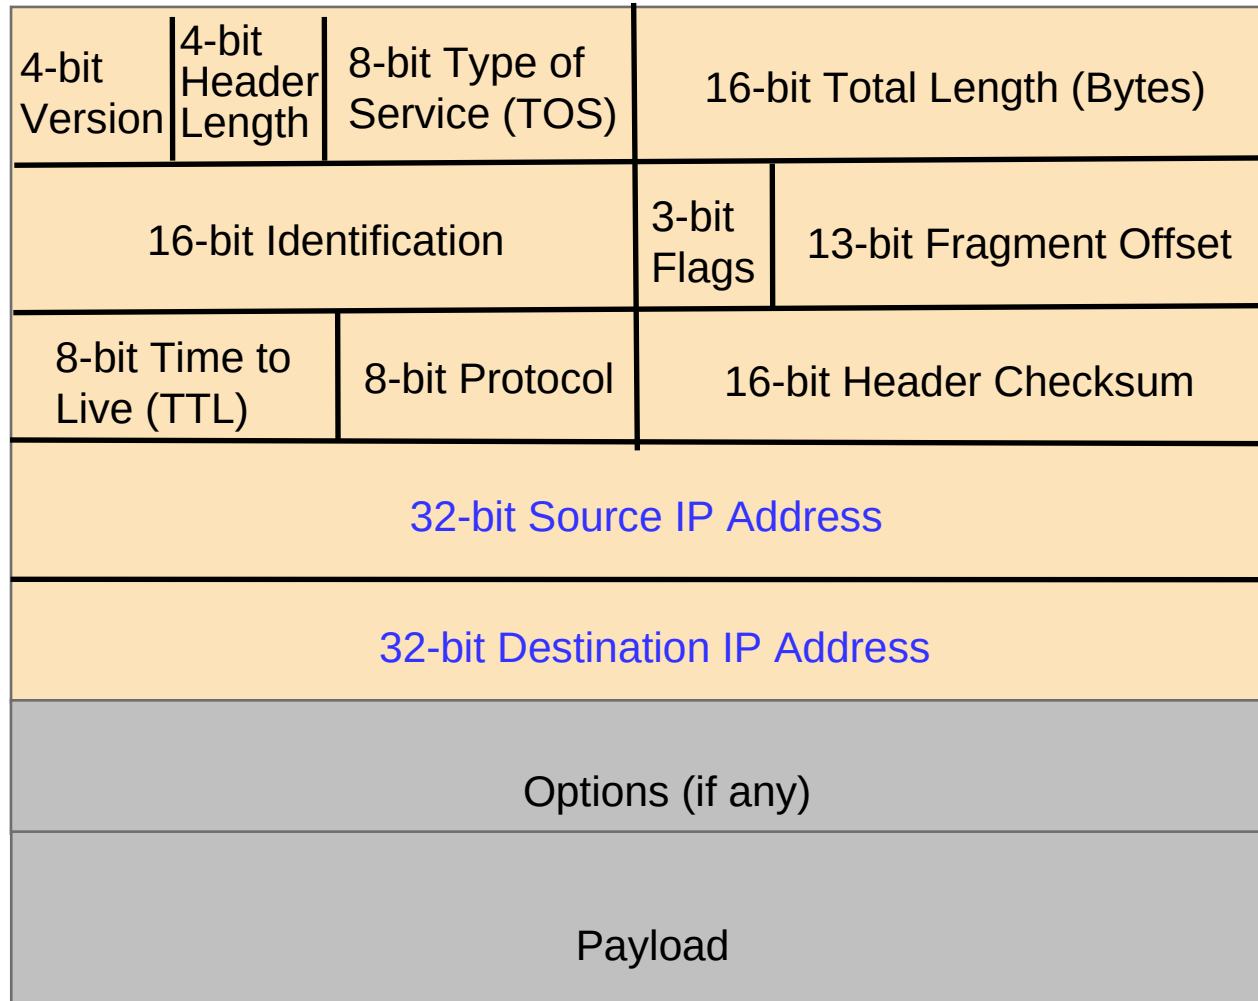 4-bit
Version
4-bit
Header
Length
8-bit Type of
Service (TOS)
16-bit Total Length (Bytes)
16-bit Identification
3-bit
Flags
13-bit Fragment Offset
8-bit Time to
Live (TTL)
8-bit Protocol
16-bit Header Checksum
32-bit Source IP Address
32-bit Destination IP Address
Options (if any)
Payload